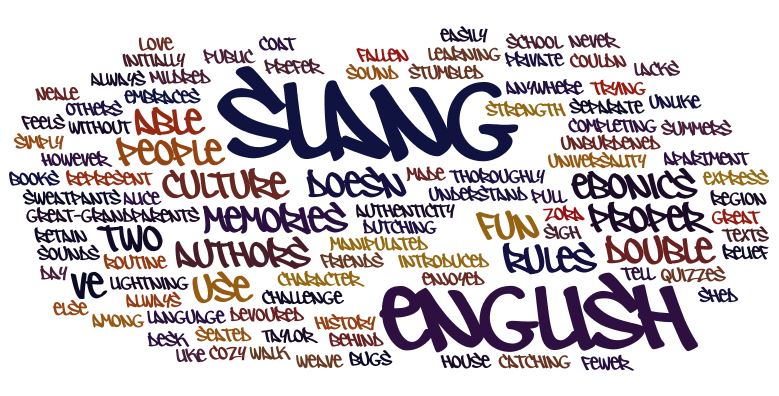 EASILY
LOVE
COAT
SCHOOL NEVER
INITIALLY
PUBLIC
FALLEN
LEARNING
PRIVATE COULDN
ALWAYS MILDRED
PREFER
SOUND STUMBLED
LACKS
NEALE
EMBRACES
SLANG
ANYWHERE TRYING
OTHERS
STRENGTH SEPARATE UNLIKE
FEELS WITHOUT ABLE
COMPLETING SUMMERS
SIMPLY
PEOPLE
UNBURDENED
HOWEVER
UNIVERSALITY APARTMENT
BOOKS REPRESENT CULTURE DOESN MADE THOROUGHLY EBONICS EXPRESS
SWEATPANTS ALICE
UNDERSTAND PULL
REGION
GREAT-GRANDPARENTS MEMORIES AUTHENTICITY FUN ZORA PROPER GREAT
RETAIN TWO
DUTCHING
SIGH
TEXTS
SOUNDS
AUTHORS MANIPULATED RULES DOUBLE RELIEF
ROUTINE
FRIENDS INTRODUCED
DAY VE LIGHTNING USE CHARACTER
ENJOYED
TELL QUIZZES
ALWAYS
CHALLENGE
ENGLISH
SHED
ELSE
AMONG LANGUAGE DEVOURED
HISTORY
DESK SEATED TAYLOR BEHIND
LIKE COZY WALK
WEAVE BUGS
HOUSE CATCHING FEWER